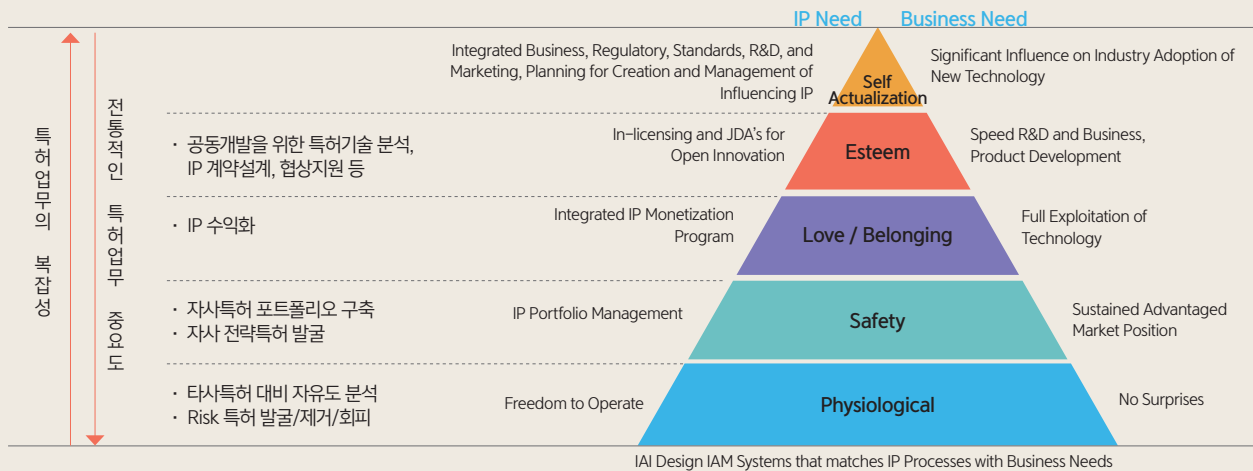 IP Need
Business Need
Integrated Business, Regulatory, Standards, R&D, and
Marketing, Planning for Creation and Management of
Influencing IP
Self
Actualization
Significant Influence on Industry Adoption of
New Technology
특허업무의 복잡성
전통적인 특허업무 중요도
· 공동개발을 위한 특허기술 분석,
IP 계약설계, 협상지원 등
In-licensing and JDA's for
Open Innovation
Esteem
Speed R&D and Business,
Product Development
· IP 수익화
Integrated IP Monetization
Program
Love / Belonging
Full Exploitation of
Technology
· 자사특허 포트폴리오 구축
· 자사 전략특허 발굴
IP Portfolio Management
Safety
Sustained Advantaged
Market Position
· 타사특허 대비 자유도 분석
· Risk 특허 발굴/제거/회피
Freedom to Operate
Physiological
No Surprises
IAI Design IAM Systems that matches IP Processes with Business Needs